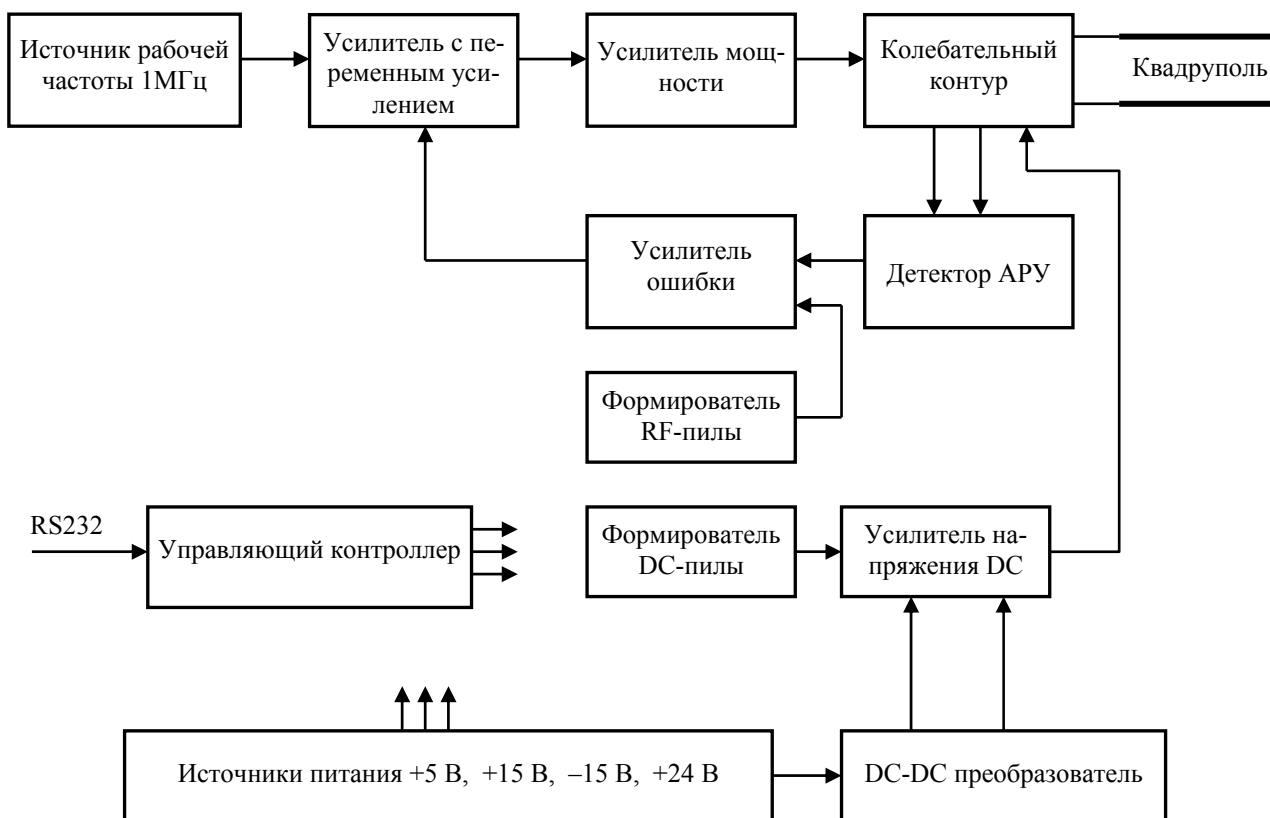 Источник рабочей
частоты 1МГц
Усилитель с пе-
ременным уси-
лением
Усилитель мощ-
ности
Колебательный
контур
Квадруполь
Усилитель
ошибки
Детектор АРУ
Формирователь
RF-пилы
RS232
Управляющий контроллер
Формирователь
DC-пилы
Усилитель на-
пряжения DC
Источники питания +5 В, +15 В, –15 В, +24 В
DC-DC преобразователь